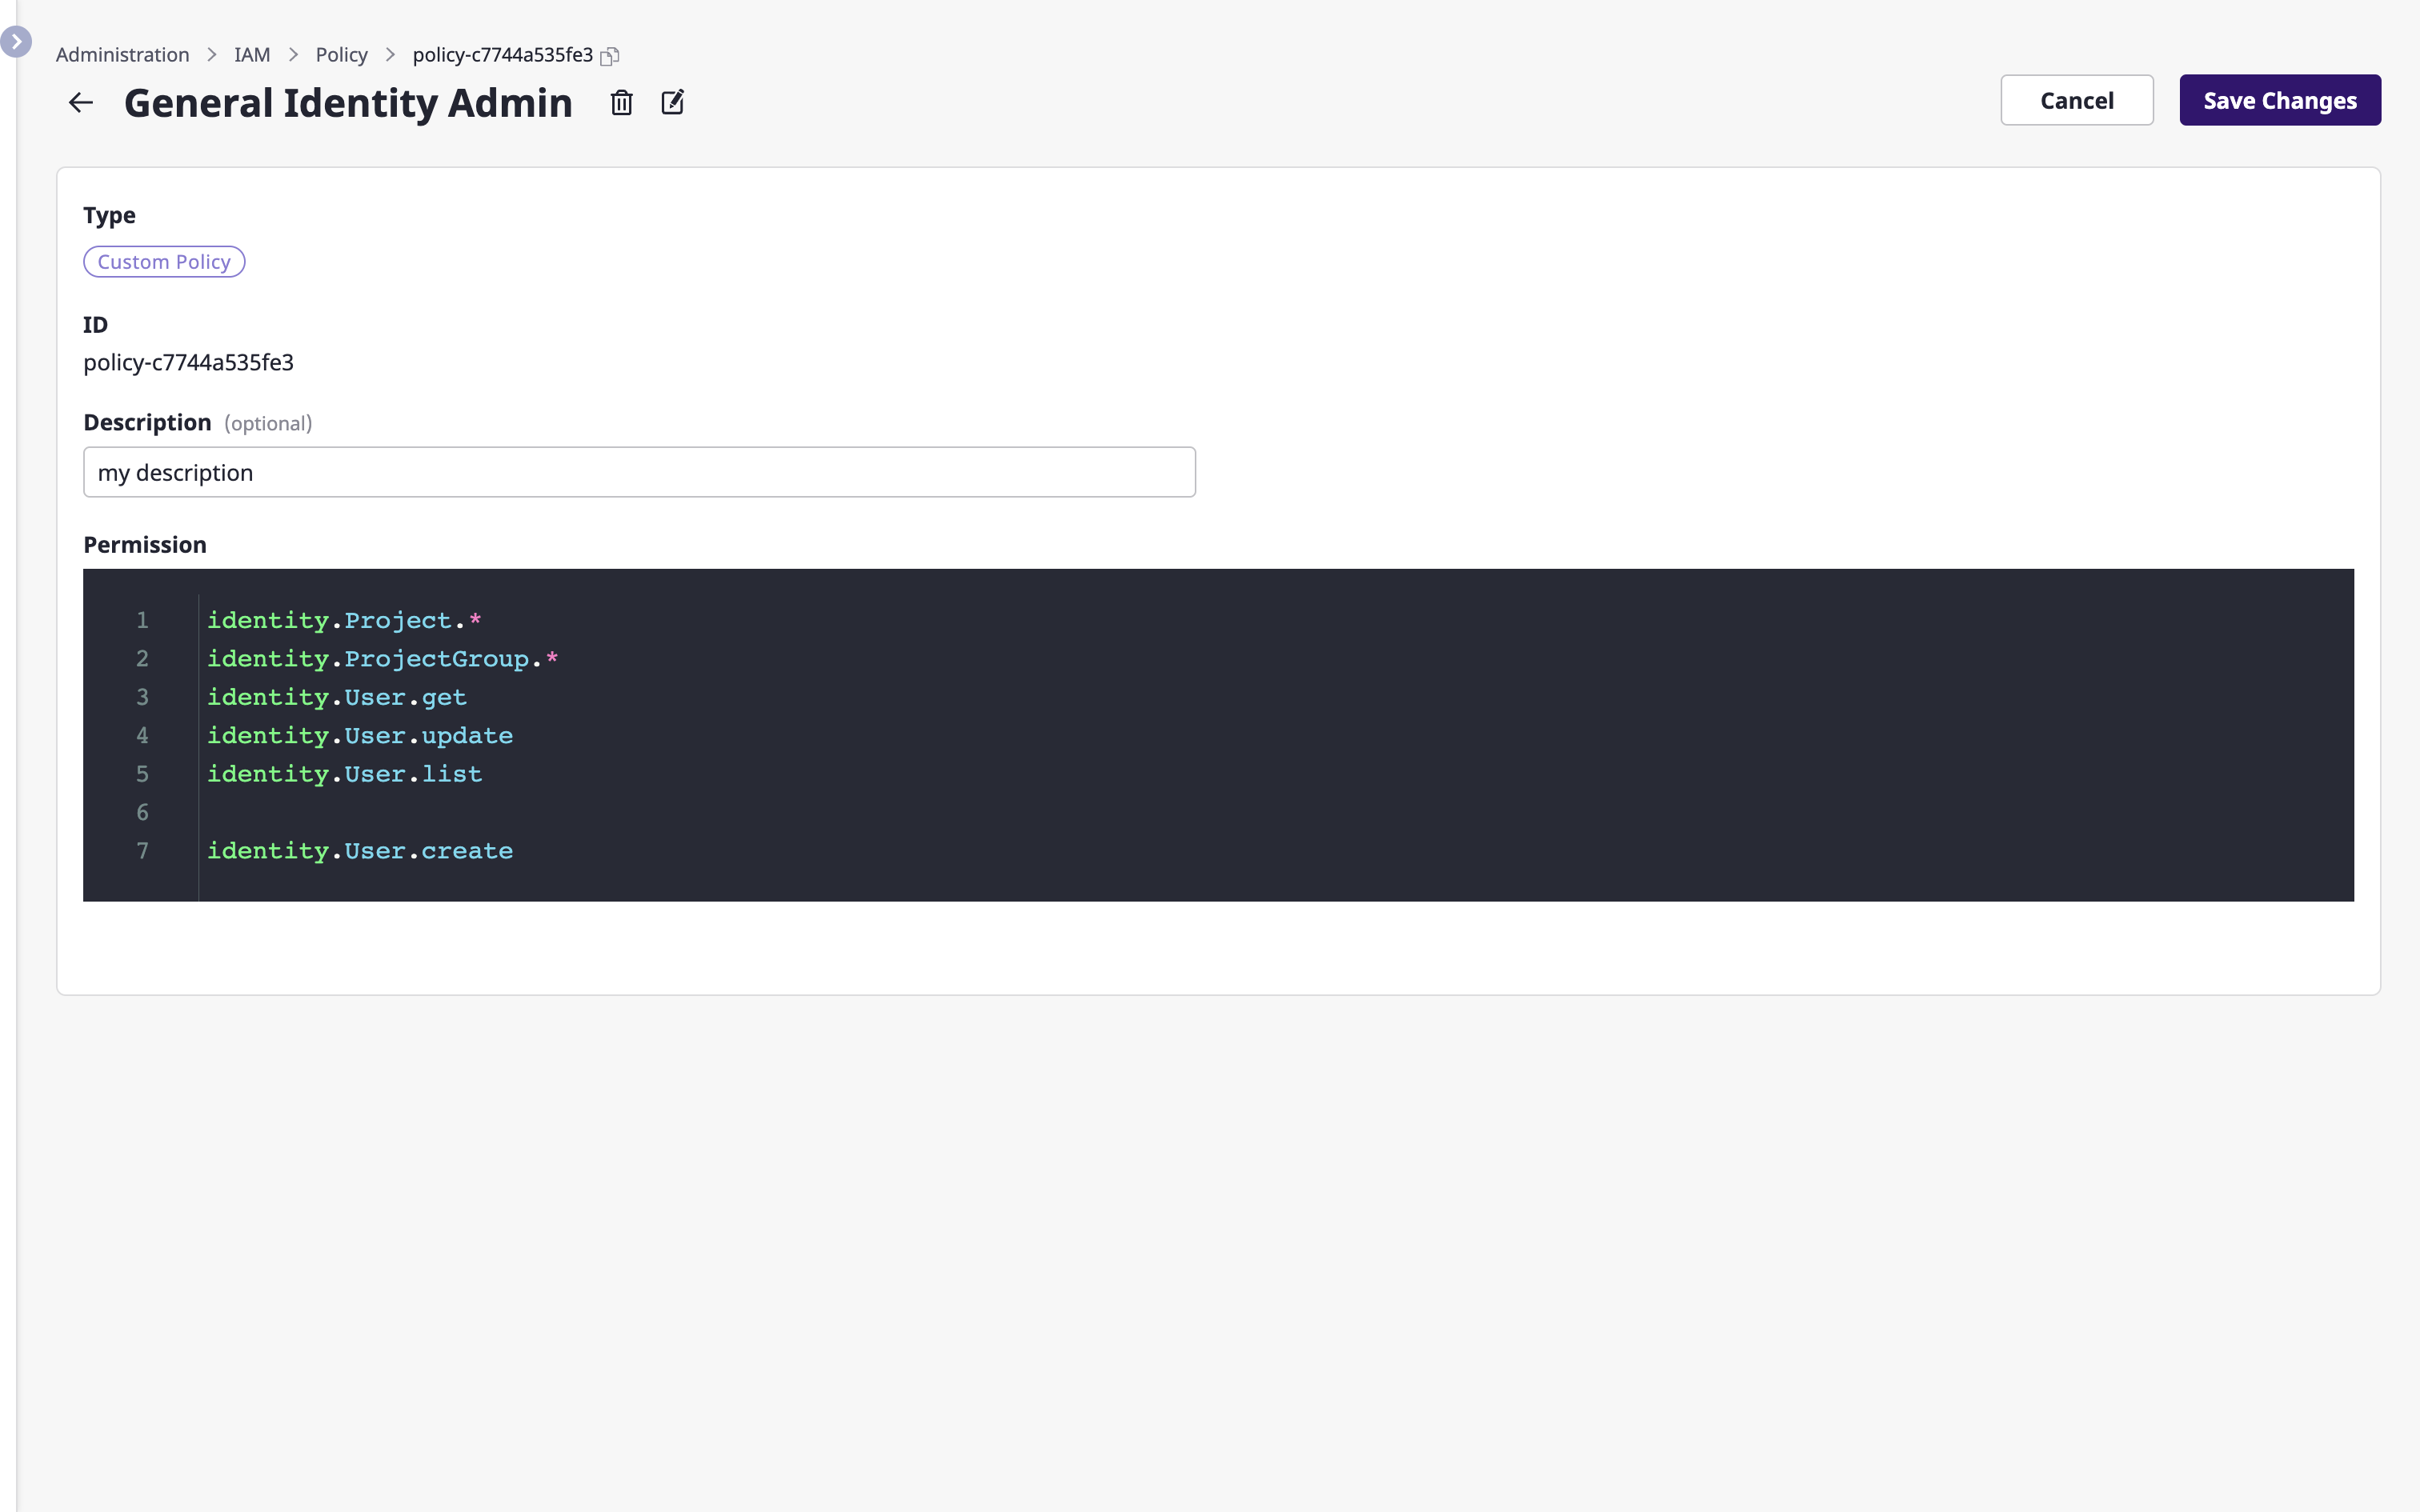 Administration > IAM > Policy > policy-c7744a535fe3
General Identity Admin
Cancel
Save Changes
Type
Custom Policy
ID
policy-c7744a535fe3
Description (optional)
my description
Permission
1 identity.Project.*
2 identity.ProjectGroup.*
3 identity.User.get
4 identity.User.update
5 identity.User.list
6
7 identity.User.create